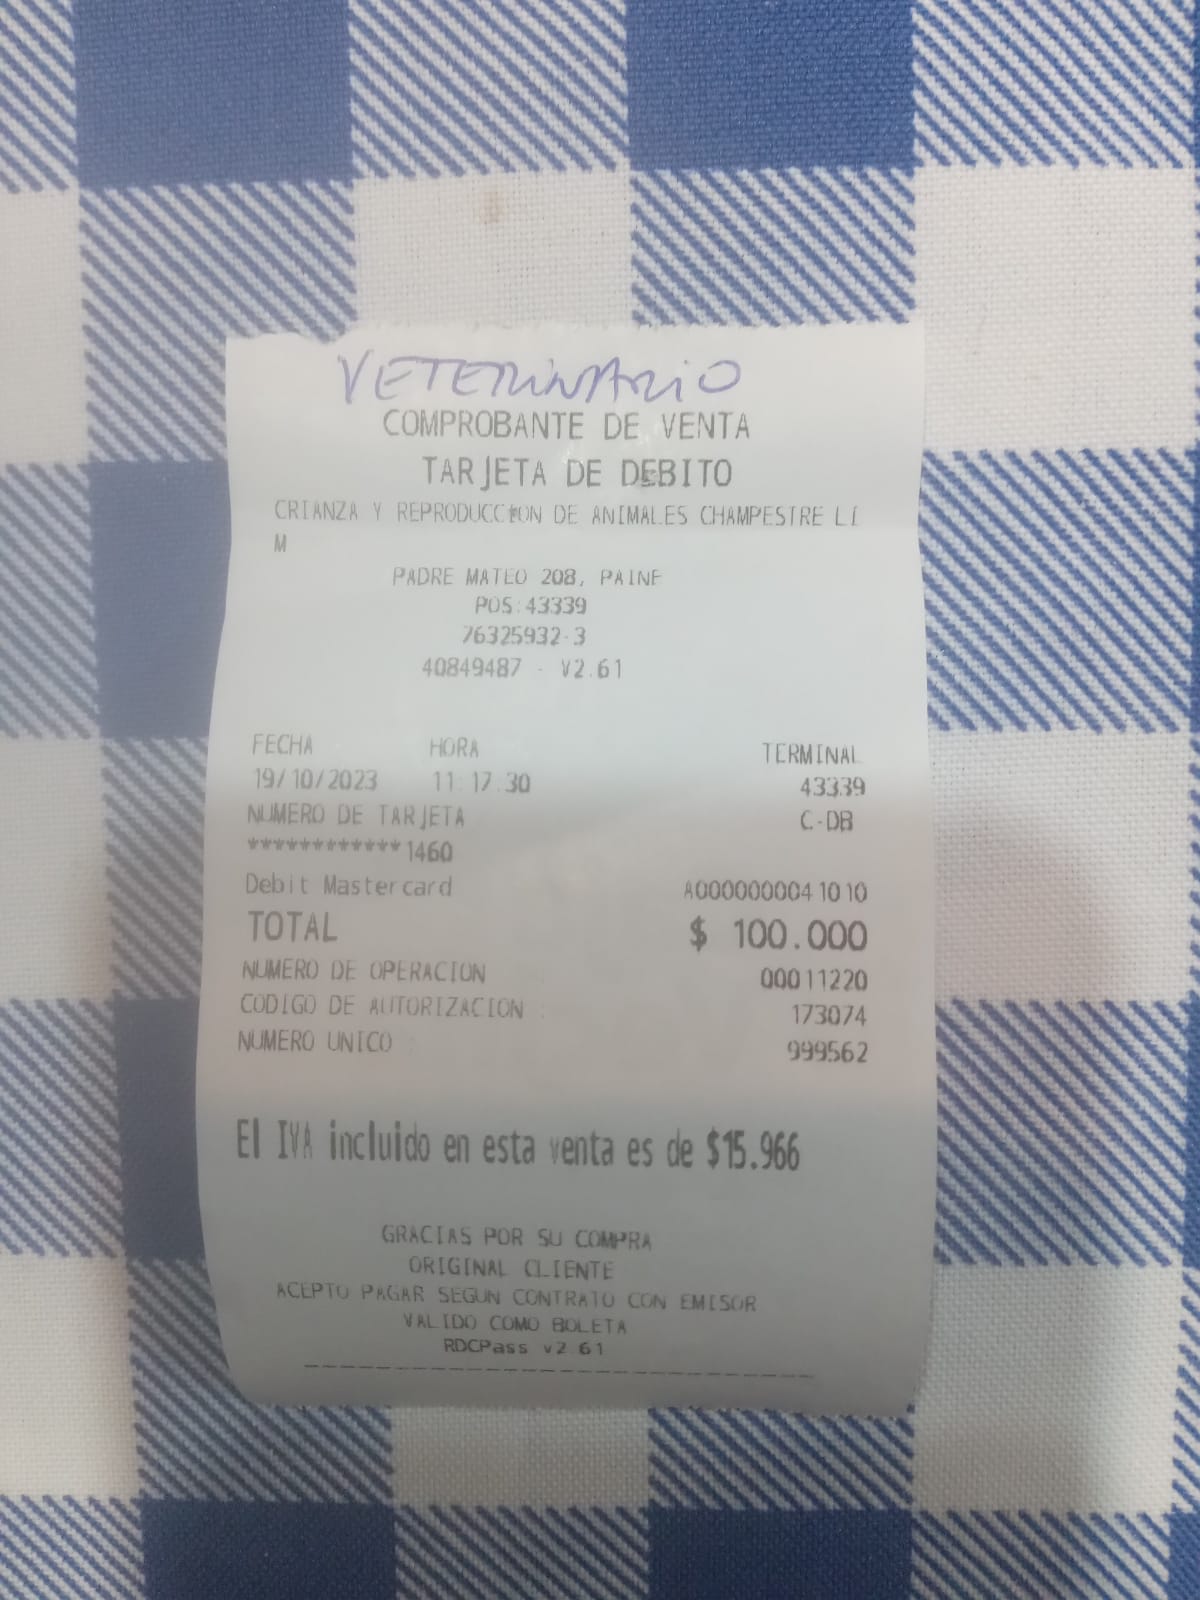 VETERINARIO
COMPROBANTE DE VENTA
TARJETA DE DEBITO
CRIANZA Y REPRODUCCION DE ANIMALES CHAMPESTRE LI
M
PADRE MATEO 208, PAINE
POS:43339
76325932-3
40849487 - V2.61
FECHA HORA TERMINAL
19/10/2023 11:17:30 43339
NUMERO DE TARJETA C-DB
************1460
Debit Mastercard A0000000041010
TOTAL $ 100.000
NUMERO DE OPERACION 00011220
CODIGO DE AUTORIZACION : 173074
NUMERO UNICO : 999562
El IVA incluido en esta venta es de $15.966
GRACIAS POR SU COMPRA
ORIGINAL CLIENTE
ACEPTO PAGAR SEGUN CONTRATO CON EMISOR
VALIDO COMO BOLETA
RDCPass v2.61